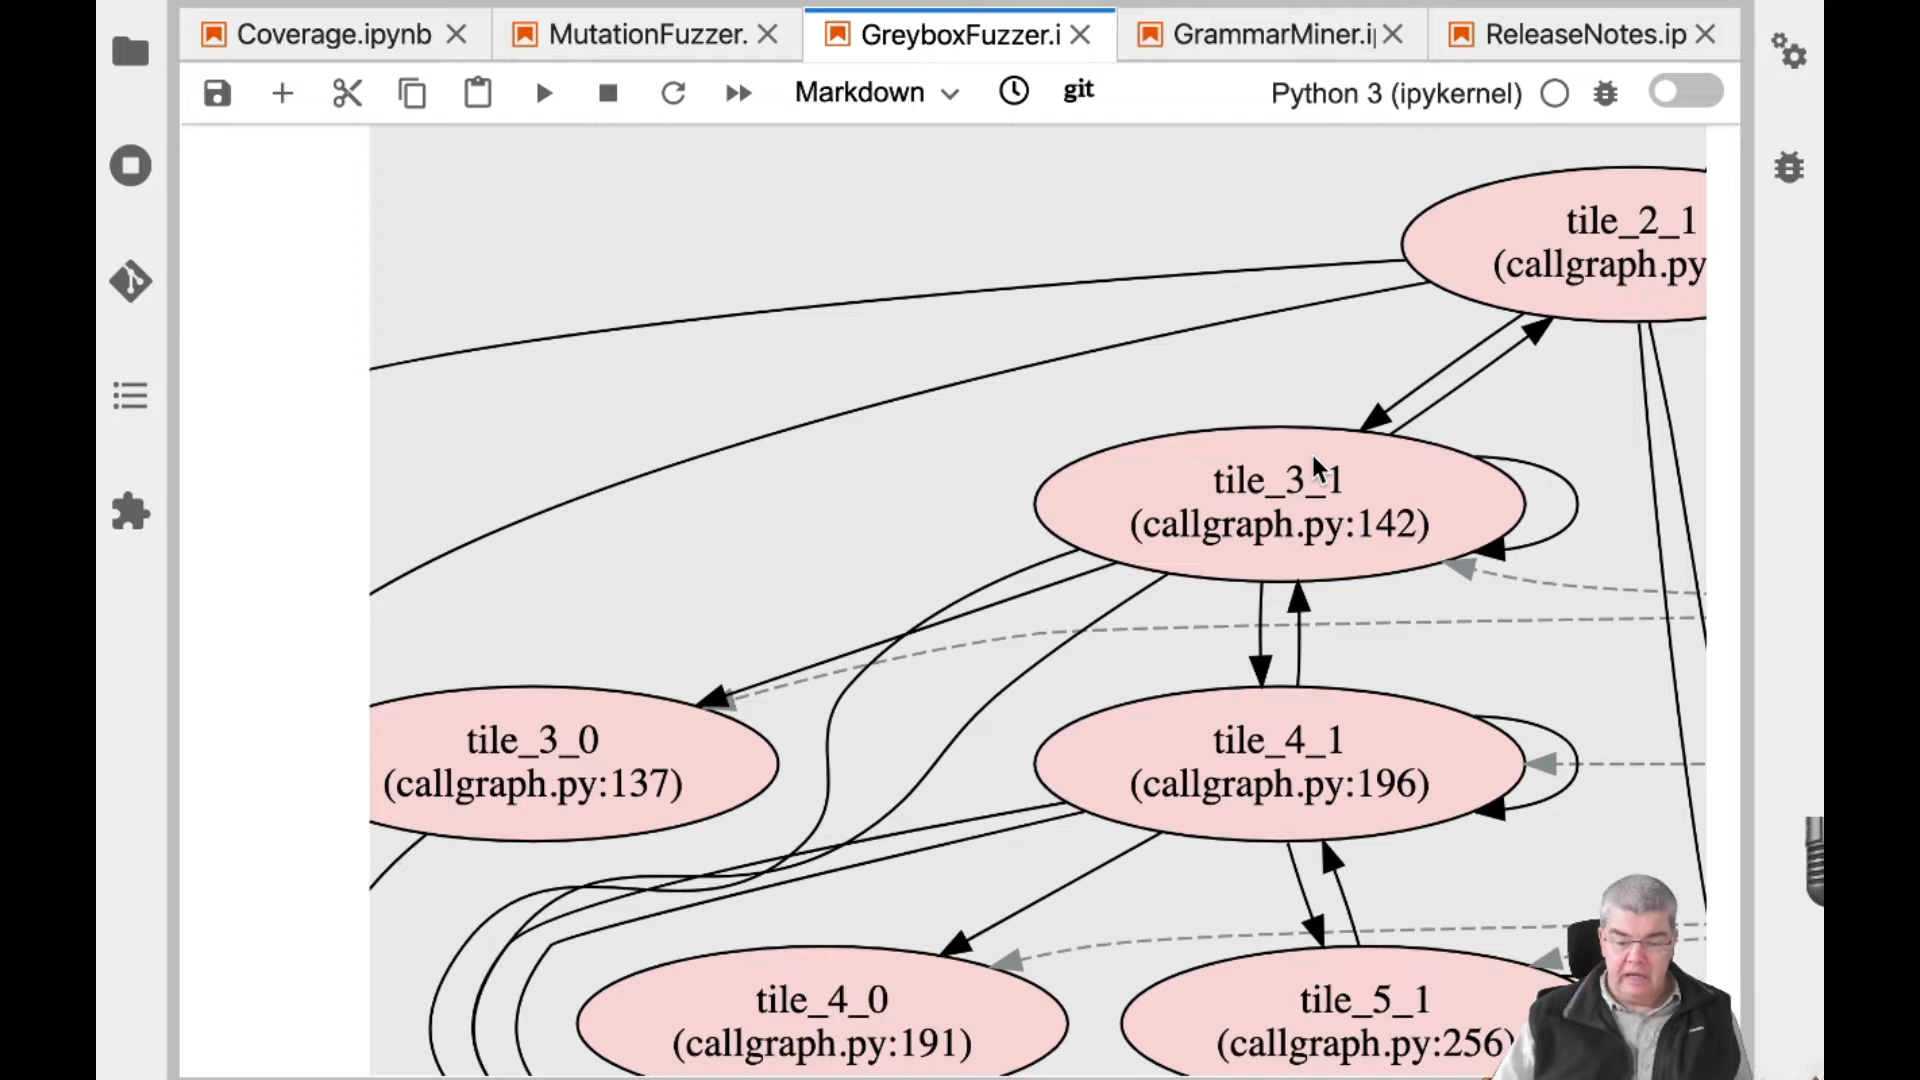 Coverage.ipynb
MutationFuzzer.
GreyboxFuzzer.i
GrammarMiner.i
ReleaseNotes.ip
Markdown
git
Python 3 (ipykernel)
tile_2_1
(callgraph.py
tile_3_1
(callgraph.py:142)
tile_3_0
(callgraph.py:137)
tile_4_1
(callgraph.py:196)
tile_4_0
(callgraph.py:191)
tile_5_1
(callgraph.py:256)